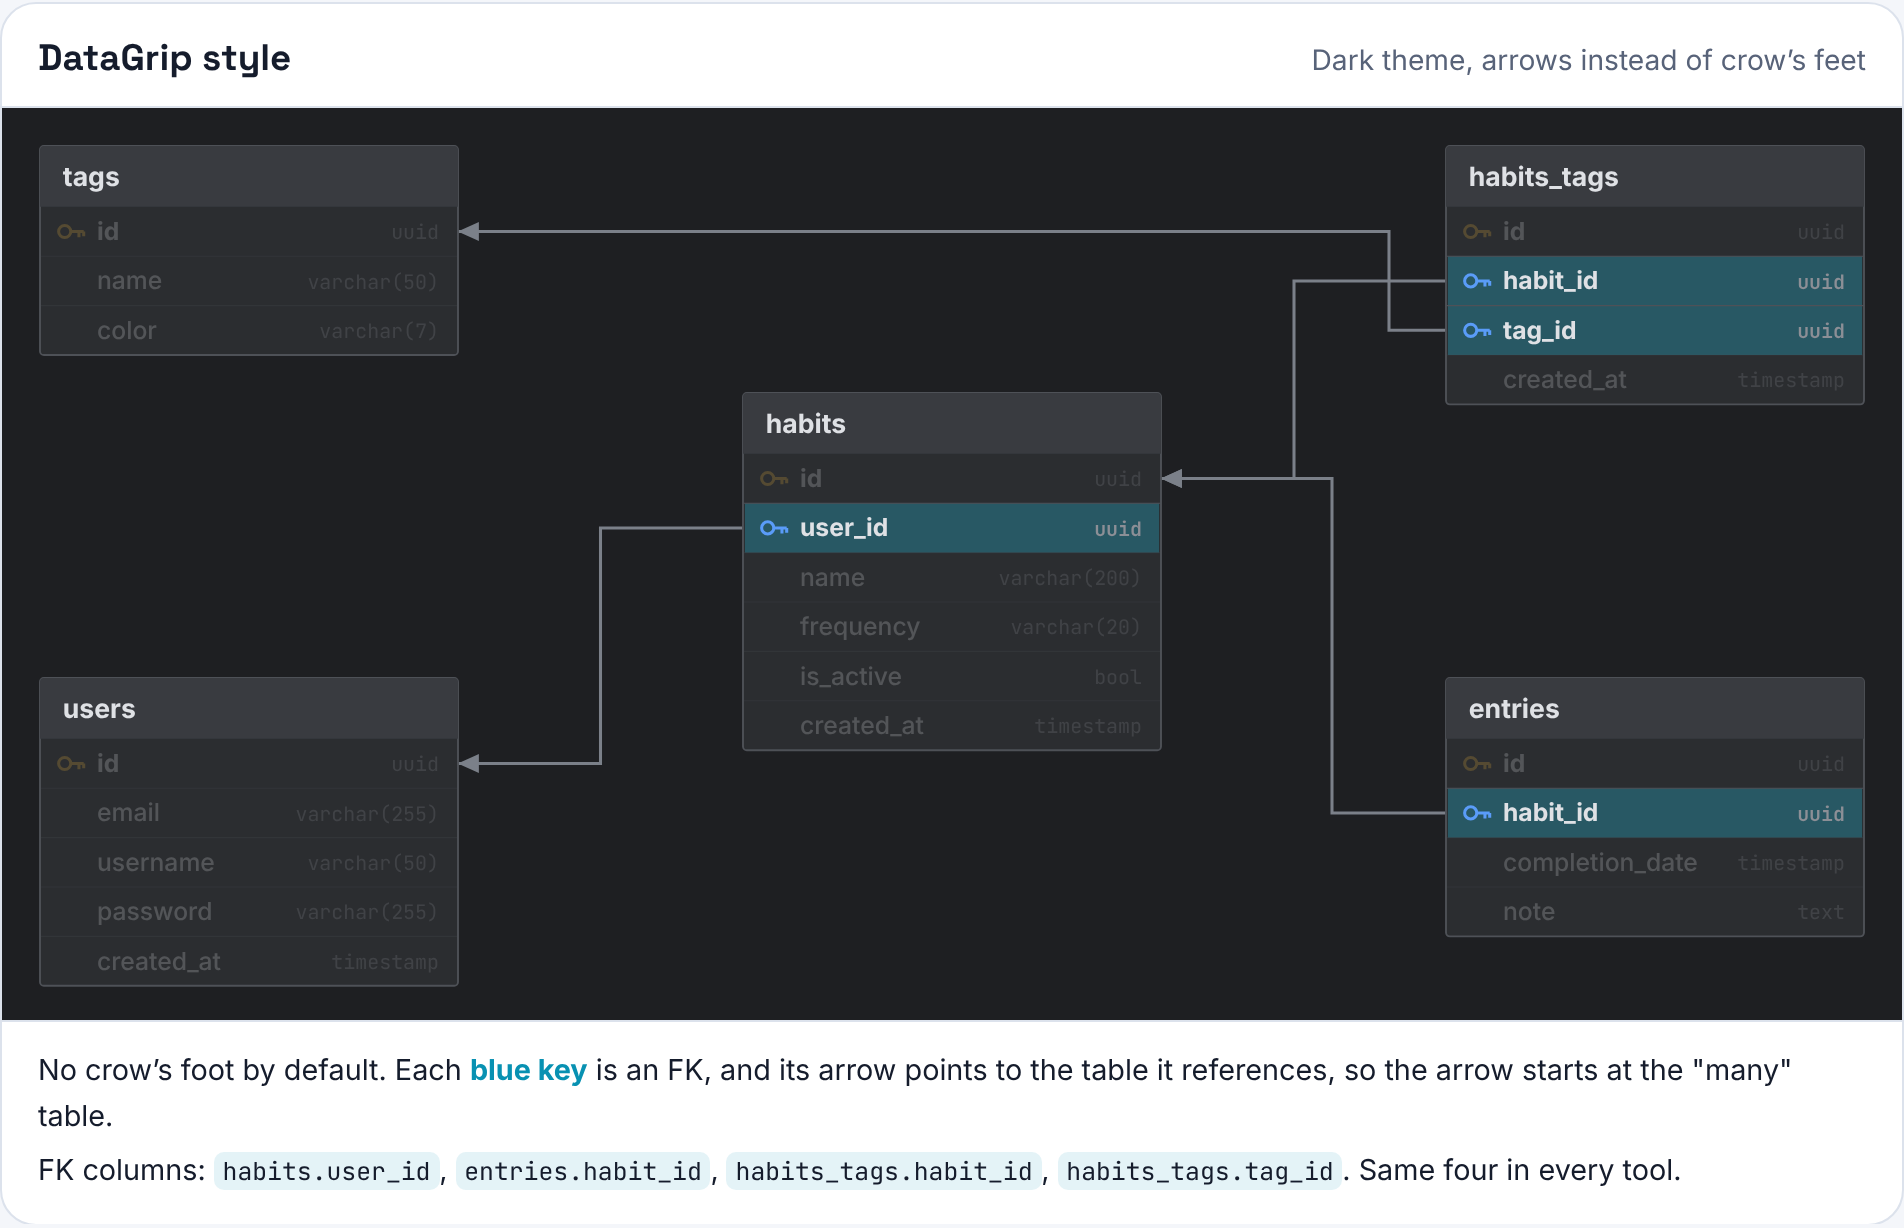 DataGrip style
Dark theme, arrows instead of crow’s feet
tags
id uuid
name varchar(50)
color varchar(7)
habits_tags
id uuid
habit_id uuid
tag_id uuid
created_at timestamp
habits
id uuid
user_id uuid
name varchar(200)
frequency varchar(20)
is_active bool
created_at timestamp
users
id uuid
email varchar(255)
username varchar(50)
password varchar(255)
created_at timestamp
entries
id uuid
habit_id uuid
completion_date timestamp
note text
No crow’s foot by default. Each blue key is an FK, and its arrow points to the table it references, so the arrow starts at the "many"
table.
FK columns: habits.user_id, entries.habit_id, habits_tags.habit_id, habits_tags.tag_id. Same four in every tool.